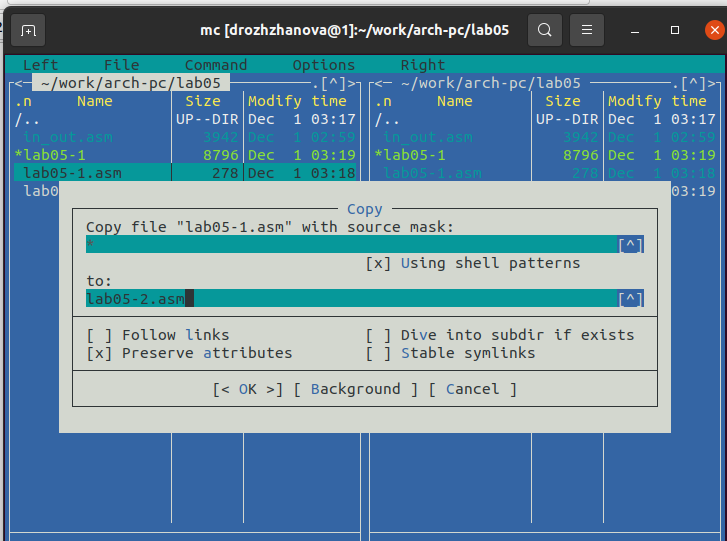 mc [drozhzhanova@1]:~/work/arch-pc/lab05
Left File Command Options Right
<─ ~/work/arch-pc/lab05 ─.[^]>
<─ ~/work/arch-pc/lab05 ─.[^]>
.n Name Size Modify time
.n Name Size Modify time
/.. UP--DIR Dec 1 03:17
/.. UP--DIR Dec 1 03:17
in_out.asm 3942 Dec 1 02:59
in_out.asm 3942 Dec 1 02:59
*lab05-1 8796 Dec 1 03:19
*lab05-1 8796 Dec 1 03:19
lab05-1.asm 278 Dec 1 03:18
lab05-1.asm 278 Dec 1 03:18
lab0 03:19
Copy
Copy file "lab05-1.asm" with source mask:
* [^]
[x] Using shell patterns
to:
lab05-2.asm [^]
[ ] Follow links [ ] Dive into subdir if exists
[x] Preserve attributes [ ] Stable symlinks
[< OK >] [ Background ] [ Cancel ]